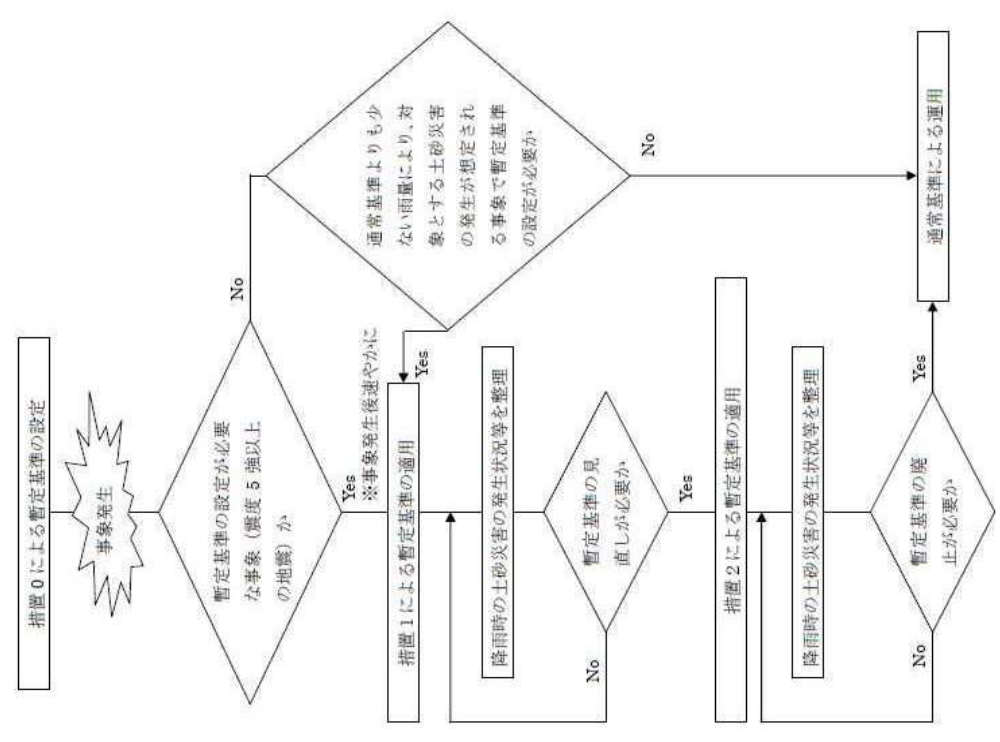 措置０による暫定基準の設定
事象発生
暫定基準の設定が必要
な事象（震度５強以上
の地震）か
No
通常基準よりも少
ない雨量により、対
象とする土砂災害
の発生が想定され
る事象で暫定基準
の設定が必要か
No
Yes
Yes
※事象発生後速やかに
措置１による暫定基準の適用
降雨時の土砂災害の発生状況等を整理
暫定基準の見
直しが必要か
No
Yes
措置２による暫定基準の適用
降雨時の土砂災害の発生状況等を整理
暫定基準の廃
止が必要か
No
Yes
通常基準による運用